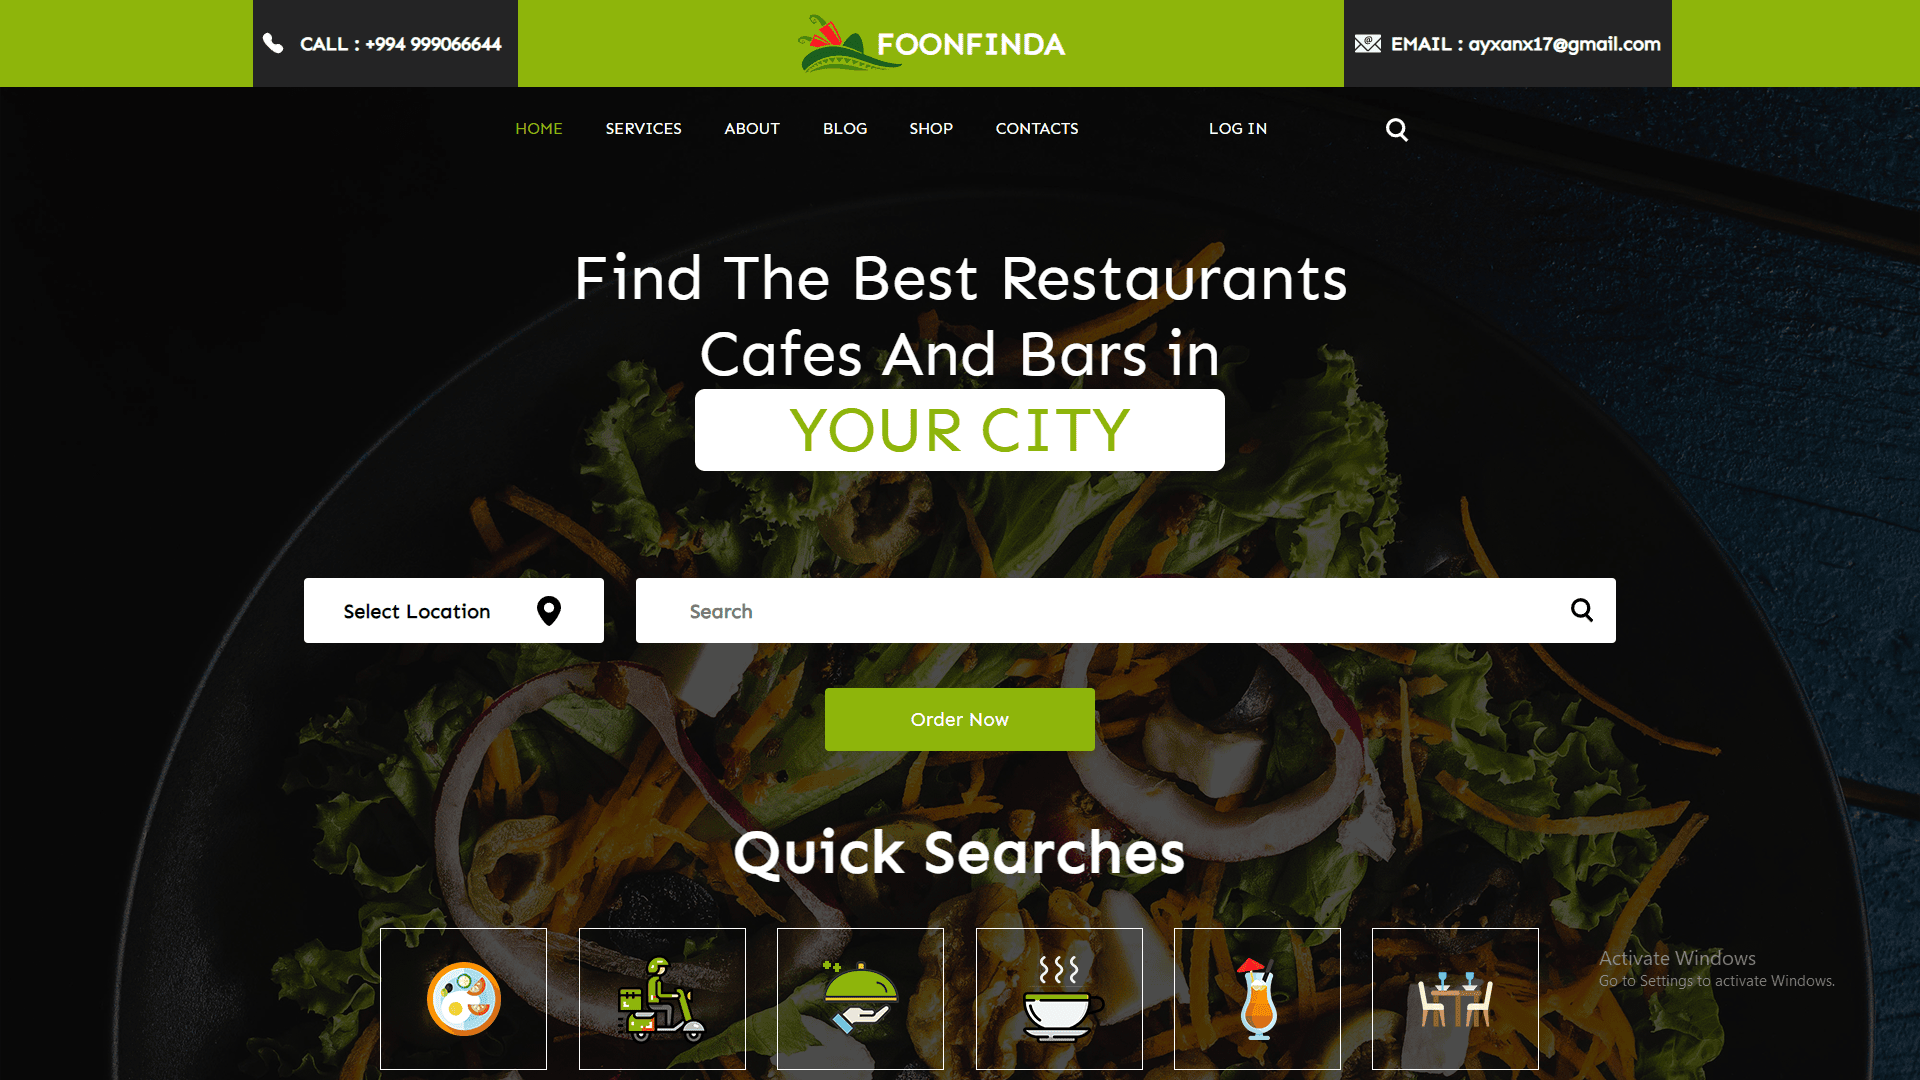 CALL : +994 999066644
FOONFINDA
EMAIL : ayxanx17@gmail.com
HOME SERVICES ABOUT BLOG SHOP CONTACTS LOG IN
Find The Best Restaurants
Cafes And Bars in
YOUR CITY
Select Location
Search
Order Now
Quick Searches
Activate Windows
Go to Settings to activate Windows.